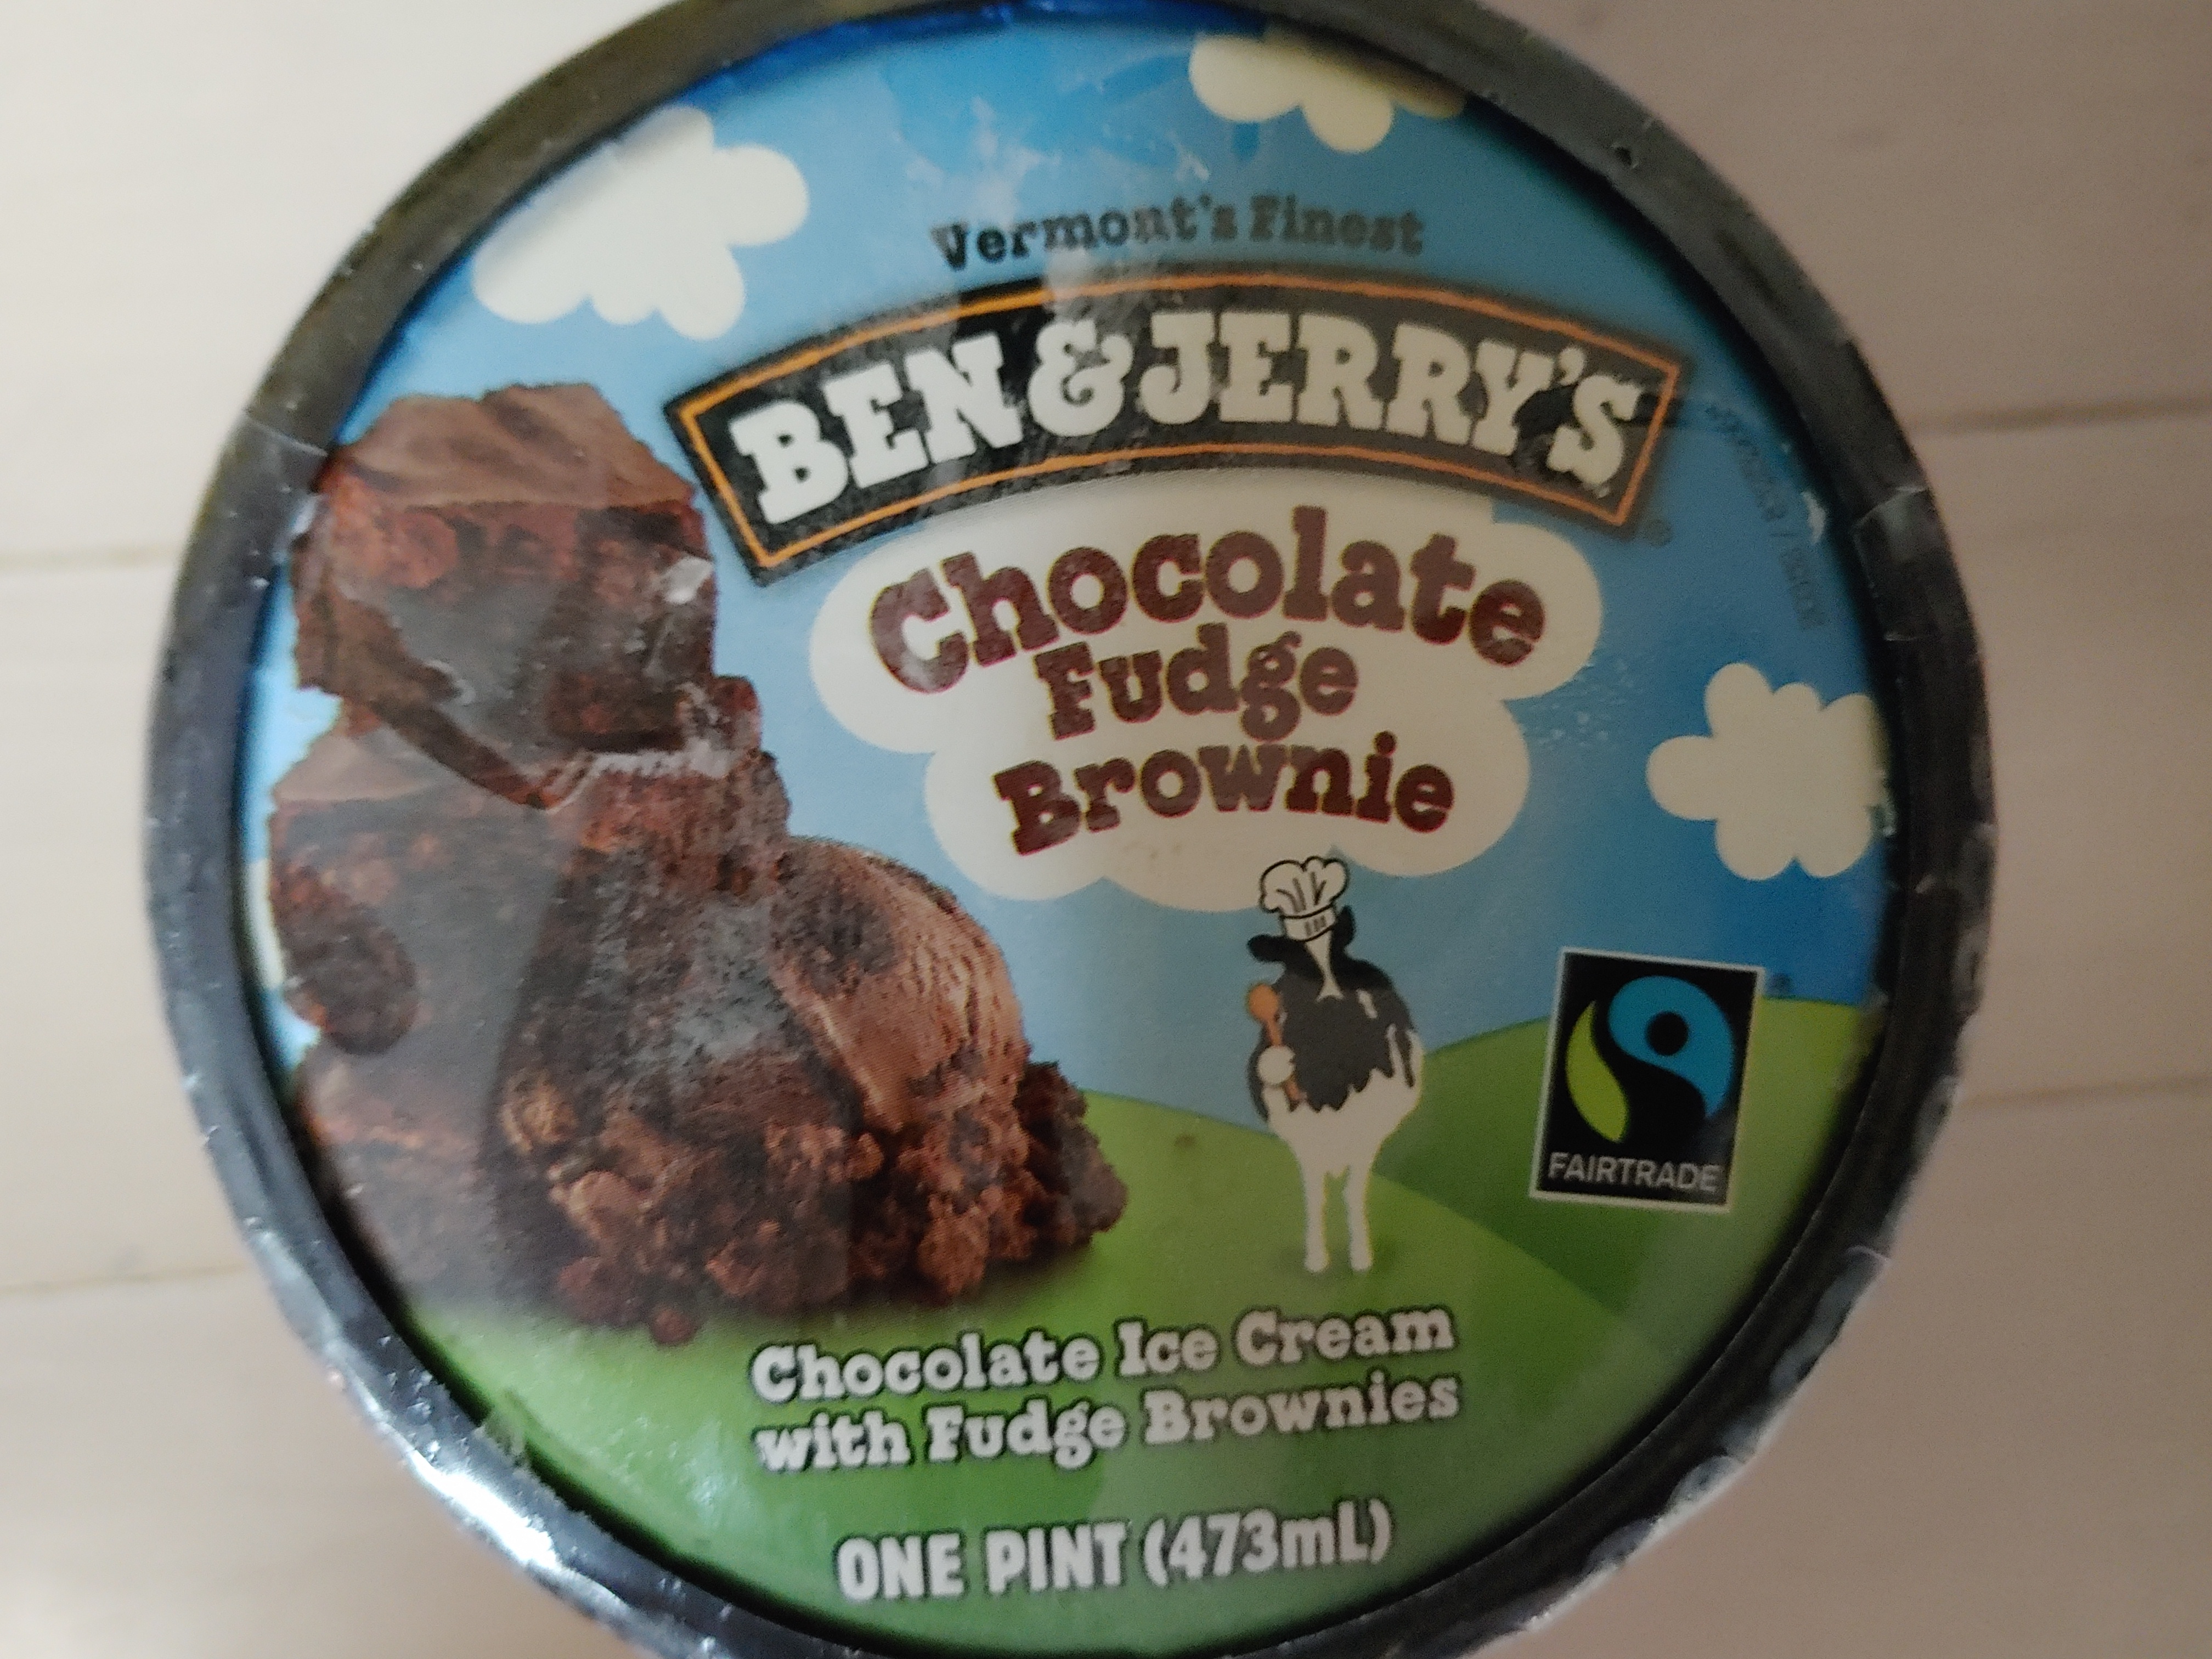 Vermont's Finest
BEN & JERRY'S
®
Chocolate
Fudge
Brownie
®
FAIRTRADE
Chocolate Ice Cream
with Fudge Brownies
ONE PINT (473mL)